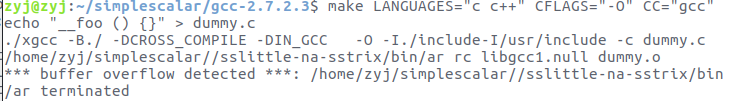 zyj@zyj:~/simplescalar/gcc-2.7.2.3$ make LANGUAGES="c c++" CFLAGS="-O" CC="gcc"
echo "__foo () {}" > dummy.c
./xgcc -B./ -DCROSS_COMPILE -DIN_GCC   -O -I./include-I/usr/include -c dummy.c
/home/zyj/simplescalar//sslittle-na-sstrix/bin/ar rc libgcc1.null dummy.o
*** buffer overflow detected ***: /home/zyj/simplescalar//sslittle-na-sstrix/bin
/ar terminated